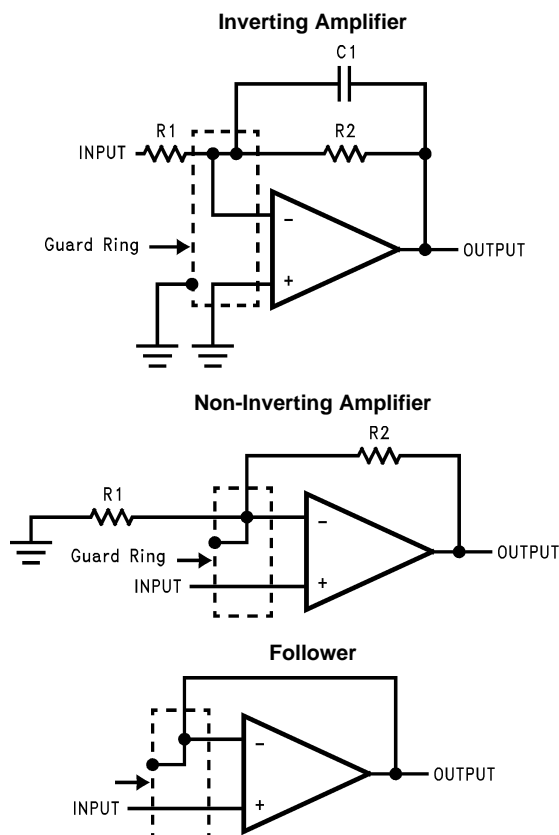 Inverting Amplifier
C1
R1
R2
INPUT
−
Guard Ring
OUTPUT
+
Non-Inverting Amplifier
R2
R1
−
Guard Ring
OUTPUT
INPUT
+
Follower
−
OUTPUT
INPUT
+